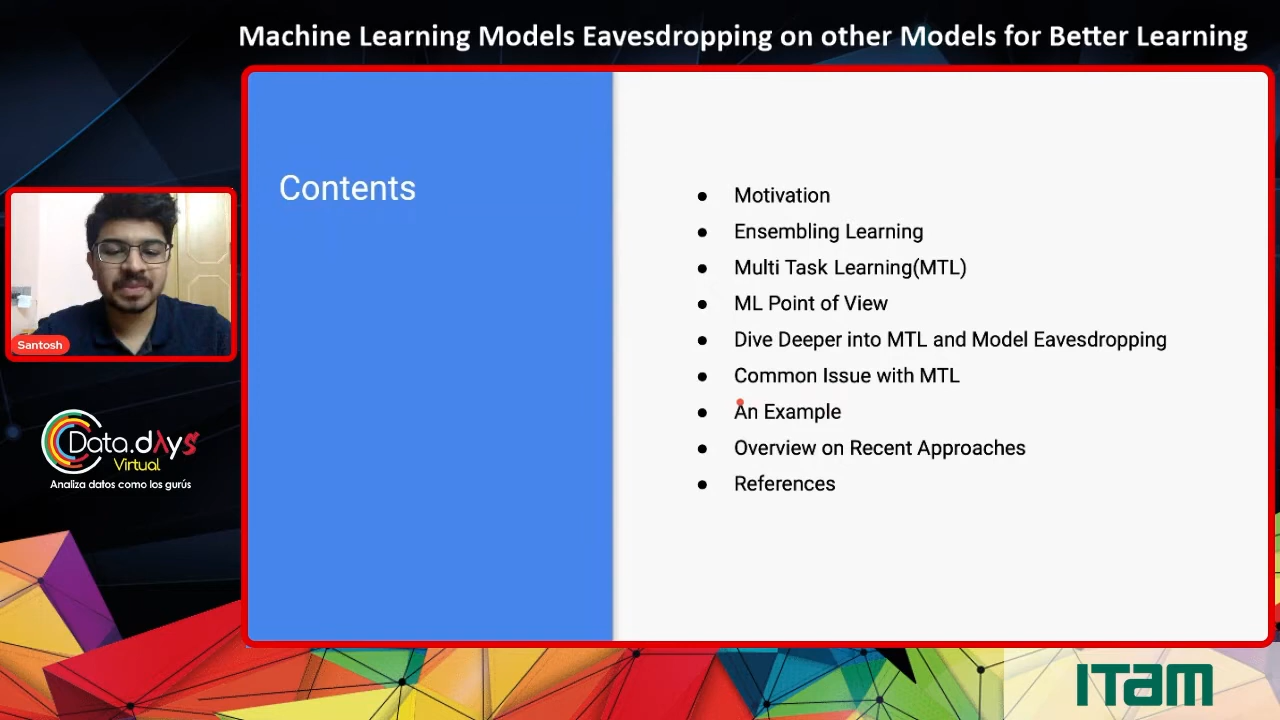 Machine Learning Models Eavesdropping on other Models for Better Learning
Contents
Motivation
Ensembling Learning
Multi Task Learning(MTL)
ML Point of View
Dive Deeper into MTL and Model Eavesdropping
Common Issue with MTL
An Example
Overview on Recent Approaches
References
Santosh
Data.dAys
Virtual
Analiza datos como los gurús
ITam